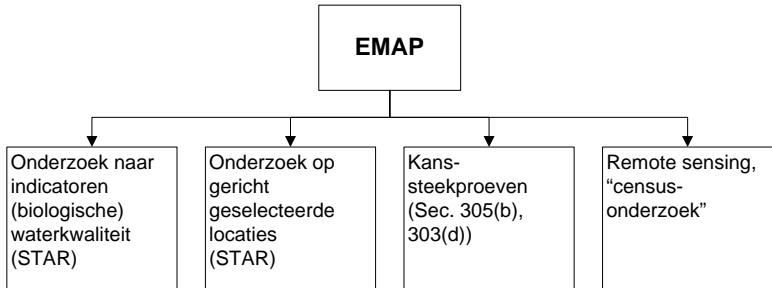 EMAP
Onderzoek naar
indicatoren
(biologische)
waterkwaliteit
(STAR)
Onderzoek op
gericht
geselecteerde
locaties
(STAR)
Kans-
steekproeven
(Sec. 305(b),
303(d))
Remote sensing,
“census-
onderzoek”